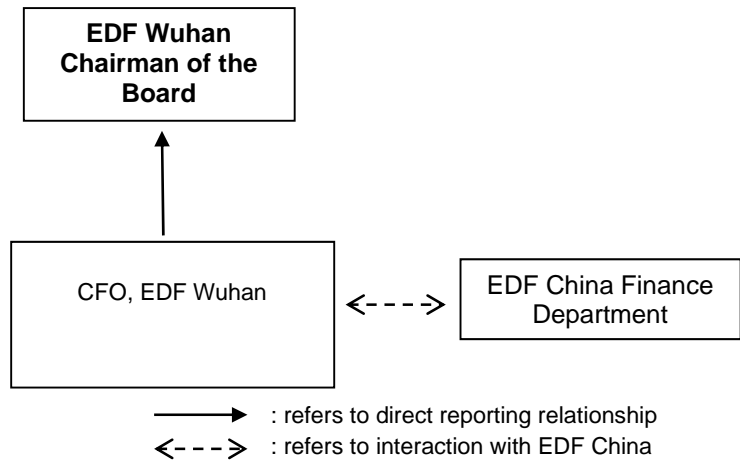 EDF Wuhan
Chairman of the
Board
CFO, EDF Wuhan
EDF China Finance
Department
: refers to direct reporting relationship
: refers to interaction with EDF China